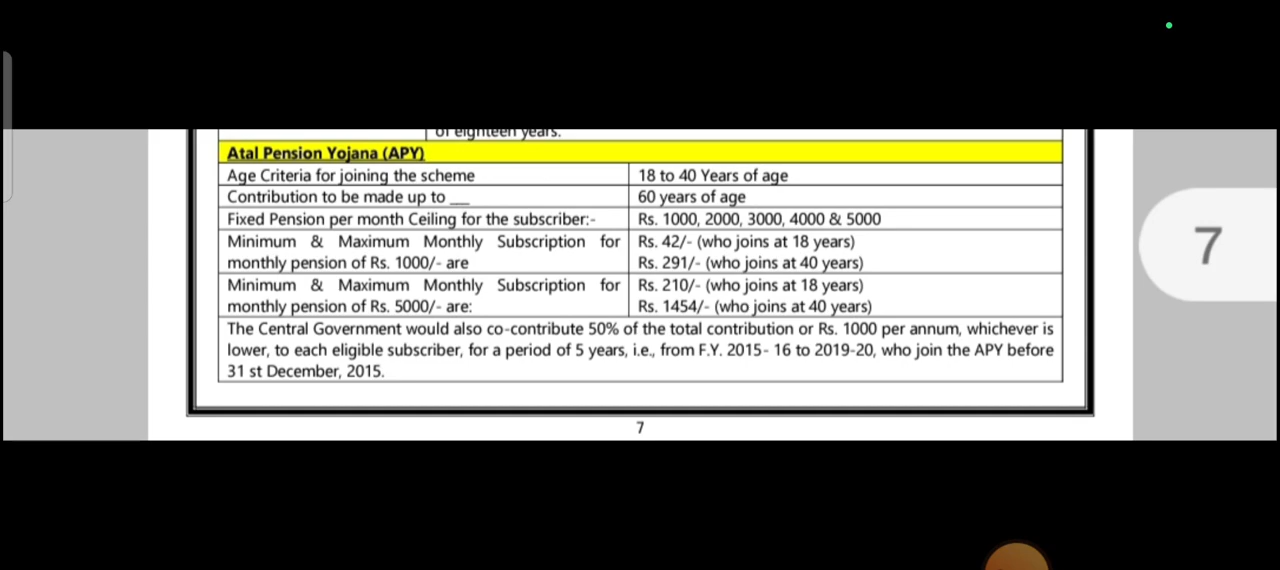 of eighteen years.
Atal Pension Yojana (APY)
Age Criteria for joining the scheme
18 to 40 Years of age
Contribution to be made up to ___
60 years of age
Fixed Pension per month Ceiling for the subscriber:-
Rs. 1000, 2000, 3000, 4000 & 5000
Minimum & Maximum Monthly Subscription for
monthly pension of Rs. 1000/- are
Rs. 42/- (who joins at 18 years)
Rs. 291/- (who joins at 40 years)
Minimum & Maximum Monthly Subscription for
monthly pension of Rs. 5000/- are:
Rs. 210/- (who joins at 18 years)
Rs. 1454/- (who joins at 40 years)
The Central Government would also co-contribute 50% of the total contribution or Rs. 1000 per annum, whichever is
lower, to each eligible subscriber, for a period of 5 years, i.e., from F.Y. 2015- 16 to 2019-20, who join the APY before
31 st December, 2015.
7
7